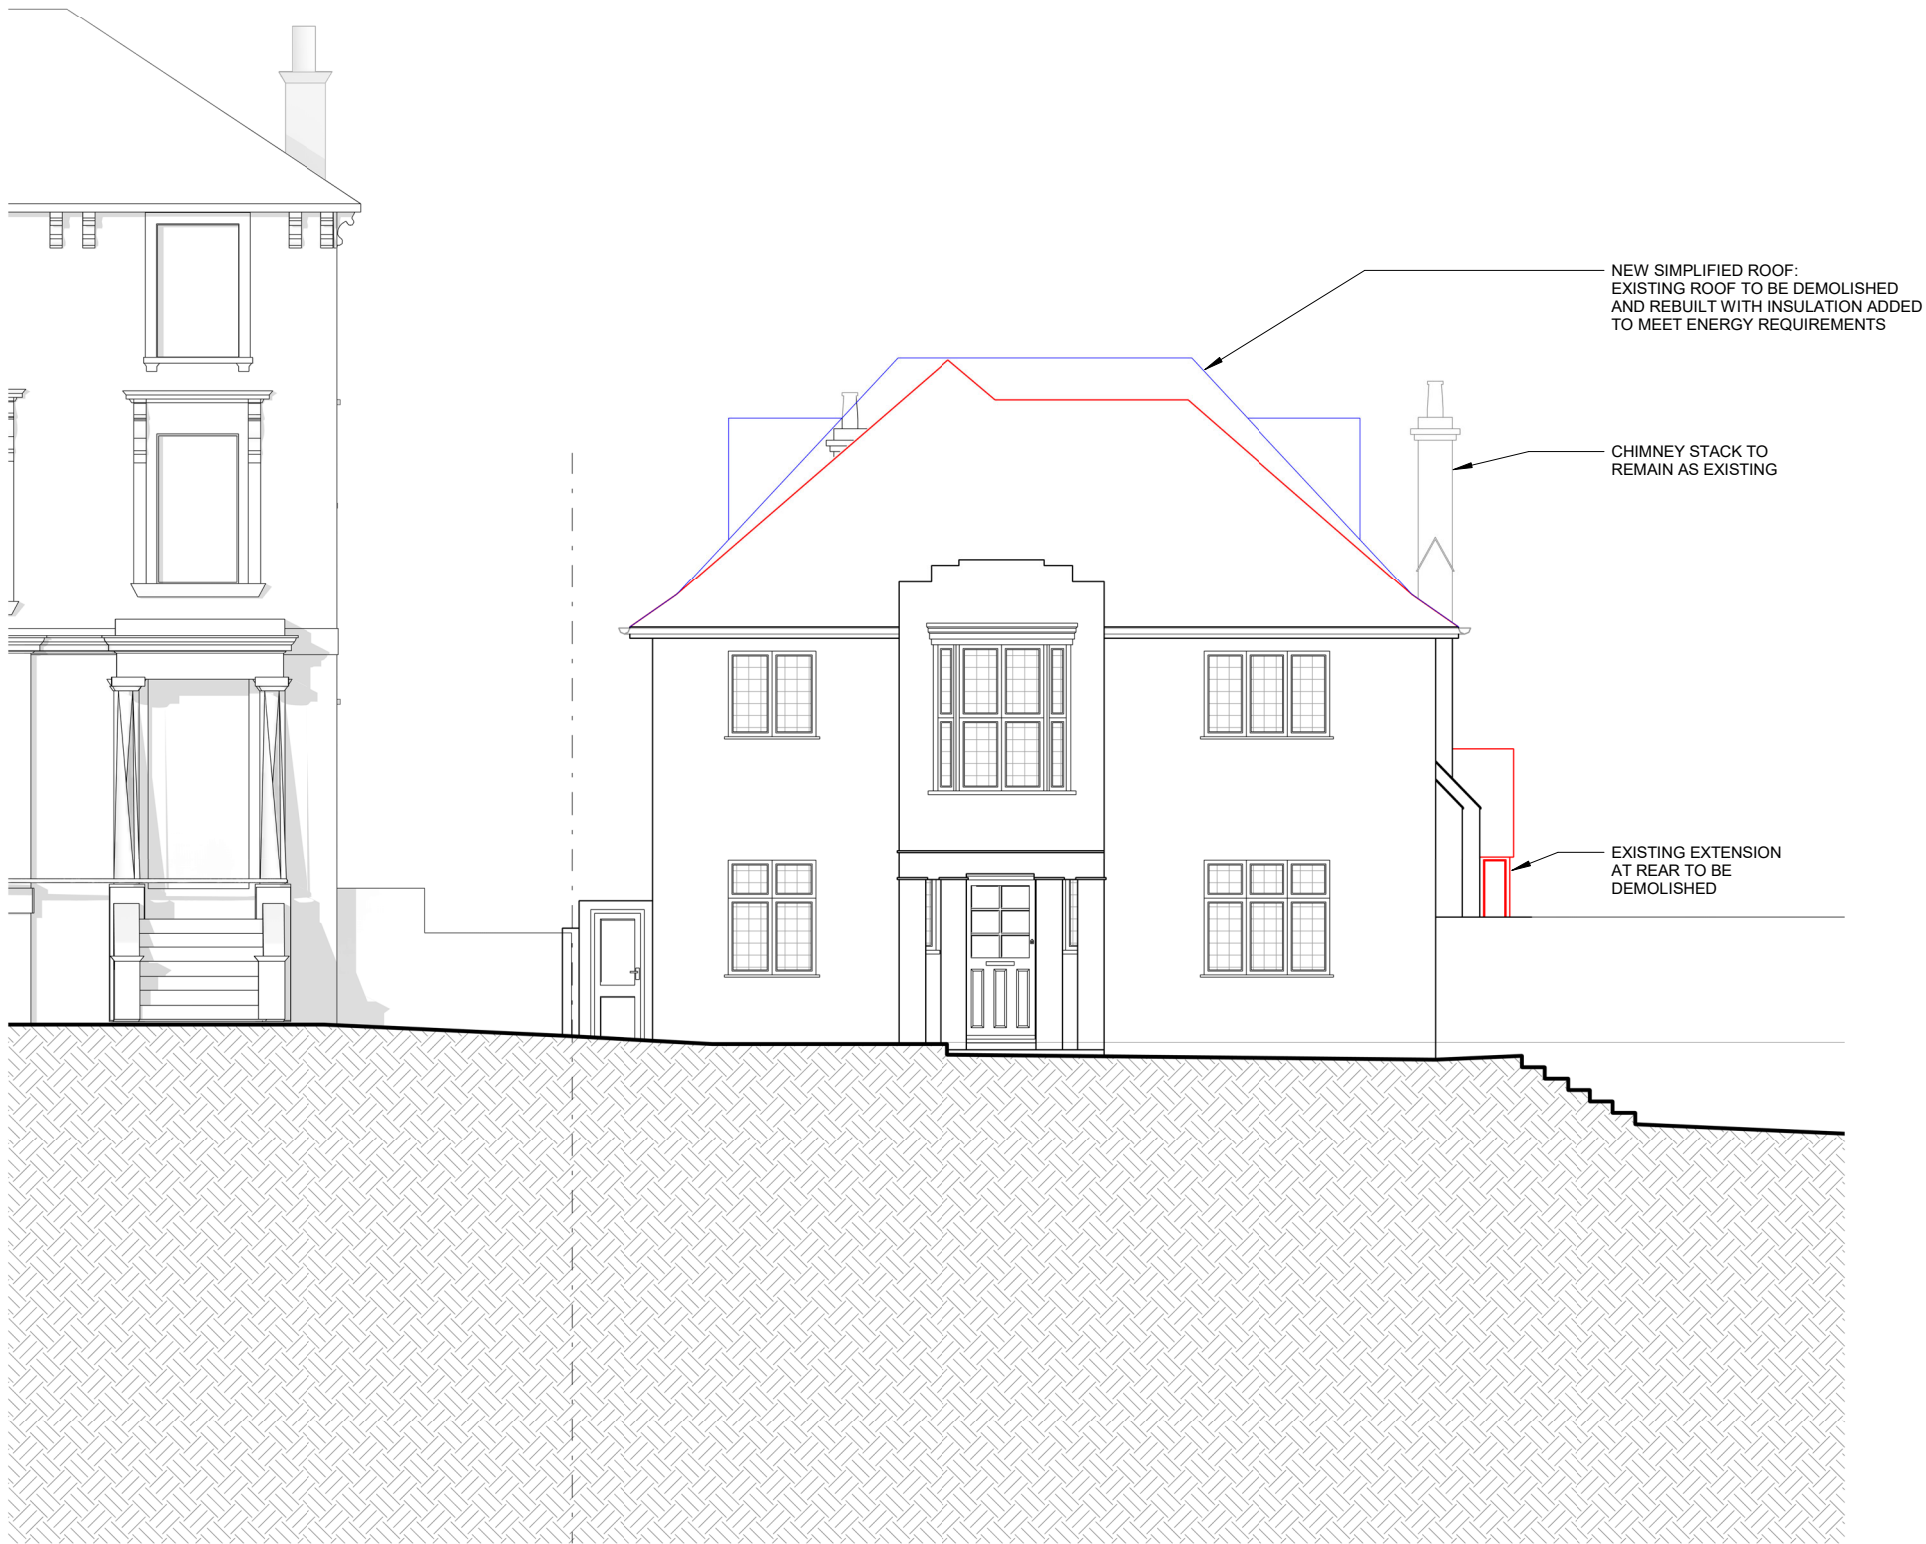 NEW SIMPLIFIED ROOF:
EXISTING ROOF TO BE DEMOLISHED
AND REBUILT WITH INSULATION ADDED
TO MEET ENERGY REQUIREMENTS
CHIMNEY STACK TO
REMAIN AS EXISTING
EXISTING EXTENSION
AT REAR TO BE
DEMOLISHED